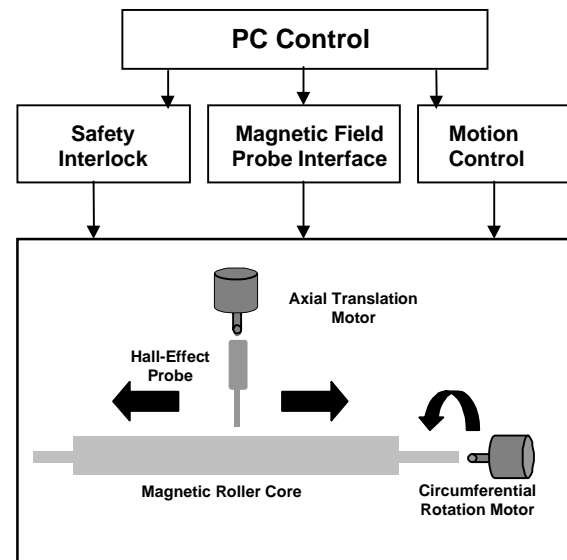 PC Control
Safety
Interlock
Magnetic Field
Probe Interface
Motion
Control
Axial Translation
Motor
Hall-Effect
Probe
Magnetic Roller Core
Circumferential
Rotation Motor